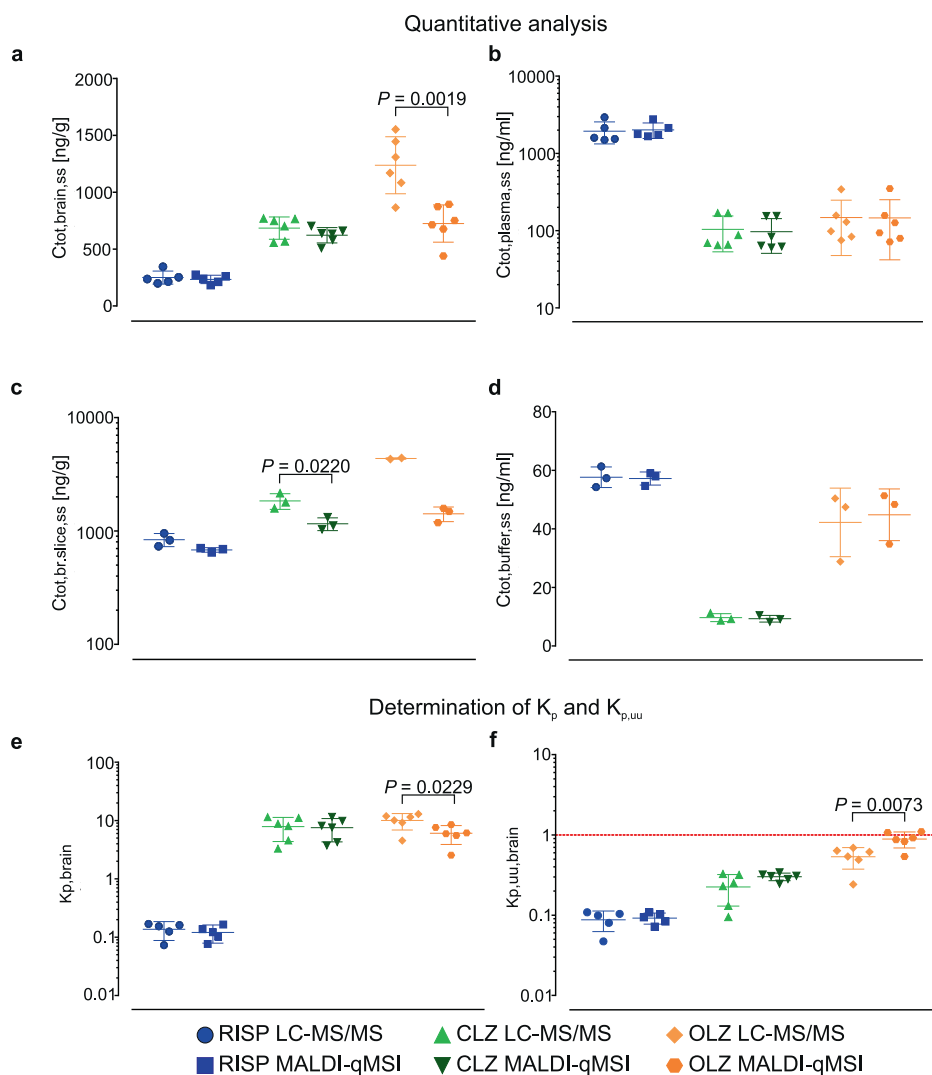 Quantitative analysis
a
Ctot,brain,ss [ng/g]
2000
1500
1000
500
0
P = 0.0019
b
Ctot,plasma,ss [ng/ml]
10000
1000
100
10
c
Ctot,br.slice,ss [ng/g]
10000
1000
100
P = 0.0220
d
Ctot,buffer,ss [ng/ml]
80
60
40
20
0
Determination of Kp and Kp,uu
e
Kp,brain
100
10
1
0.1
0.01
P = 0.0229
f
Kp,uu,brain
10
1
0.1
0.01
P = 0.0073
RISP LC-MS/MS
CLZ LC-MS/MS
OLZ LC-MS/MS
RISP MALDI-qMSI
CLZ MALDI-qMSI
OLZ MALDI-qMSI